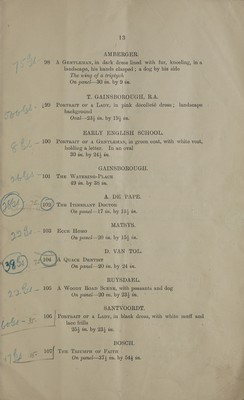 13
AMBERGER
98 A GENTLEMAN, in dark dress lined with fur, kneeling, in a
landscape, his hands clasped; a dog by his side
The wing of a triptych
On panel—30 in. by 9 in.
T. GAINSBOROUGH, R.A.
99 PORTRAIT OF A LADY, in pink décolleté dress; landscape
background
Oval—23½ in. by 19½ in.
EARLY ENGLISH SCHOOL.
100 PORTRAIT OF A GENTLEMAN, in green coat, with white vest,
holding a letter. In an oval
30 in. by 24½ in.
GAINSBOROUGH.
101 THE WATERING-PLACE
49 in. by 38 in.
A. DE PAPE.
102 THE ITINERANT DOCTOR
On panel—17 in. by 13½ in.
MATSYS.
103 ECCE HOMO
On panel—20 in. by 15½ in.
D. VAN TOL.
104 A QUACK DENTIST
On panel—20 in. by 24 in.
RUYSDAEL.
105 A WOODY ROAD SCENE, with peasants and dog
On panel—20 in. by 23½ in.
SANTVOORDT.
106 PORTRAIT OF A LADY, in black dress, with white muff and
lace frills
25½ in. by 22½ in.
BOSCH.
107 THE TRIUMPH OF FAITH
On panel—27½ in. by 54½ in.